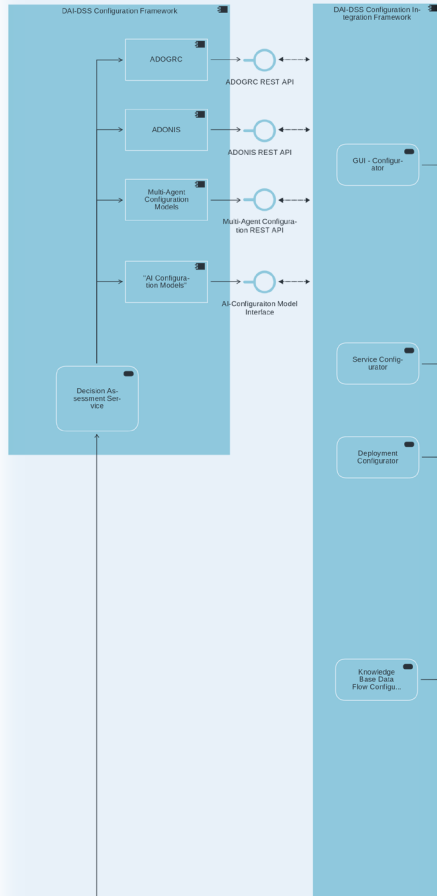 DAI-DSS Configuration Framework
ADOGRC
ADOGRC REST API
ADONIS
ADONIS REST API
Multi-Agent
Configuration
Models
Multi-Agent Configura-
tion REST API
"AI Configura-
tion Models"
AI-Configuraiton Model
Interface
Decision As-
sessment Ser-
vice
DAI-DSS Configuration In-
tegration Framework
GUI - Configur-
ator
Service Config-
urator
Deployment
Configurator
Knowledge
Base Data
Flow Configu...